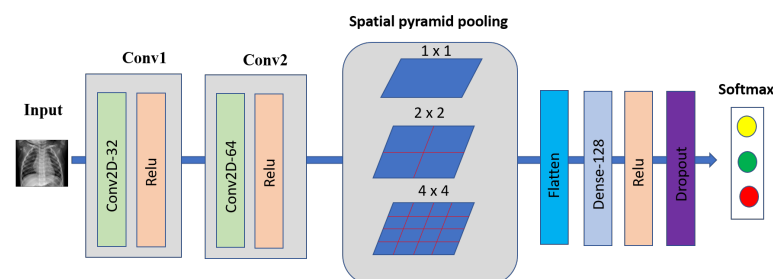 Spatial pyramid pooling
Input
Conv1
Conv2D-32
Relu
Conv2
Conv2D-64
Relu
1 x 1
2 x 2
4 x 4
Flatten
Dense-128
Relu
Dropout
Softmax